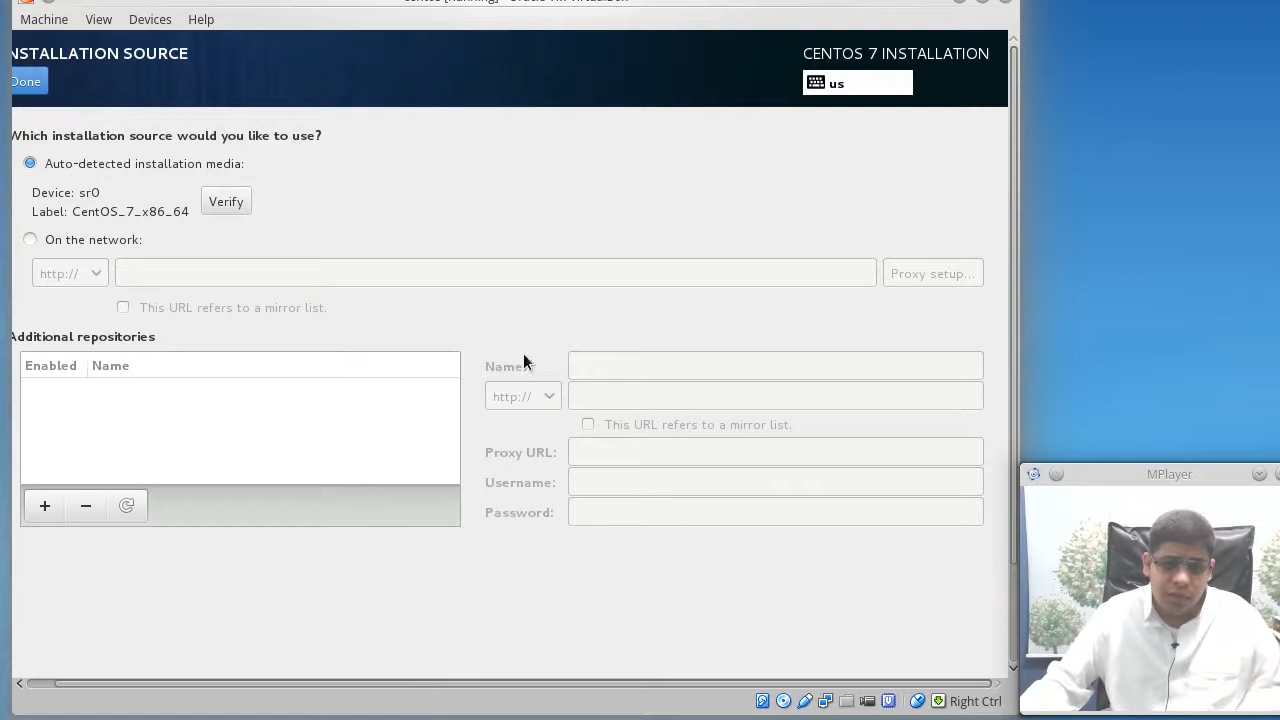 Machine View Devices Help
NSTALLATION SOURCE
CENTOS 7 INSTALLATION
Done
us
Which installation source would you like to use?
Auto-detected installation media:
Device: sr0
Label: CentOS_7_x86_64
Verify
On the network:
http://
Proxy setup...
This URL refers to a mirror list.
Additional repositories
Enabled Name
Name:
http://
This URL refers to a mirror list.
Proxy URL:
Username:
Password:
MPlayer
Right Ctrl